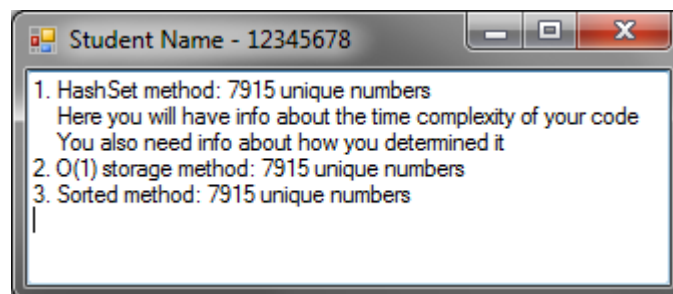 Student Name - 12345678
1. HashSet method: 7915 unique numbers
Here you will have info about the time complexity of your code
You also need info about how you determined it
2. O(1) storage method: 7915 unique numbers
3. Sorted method: 7915 unique numbers